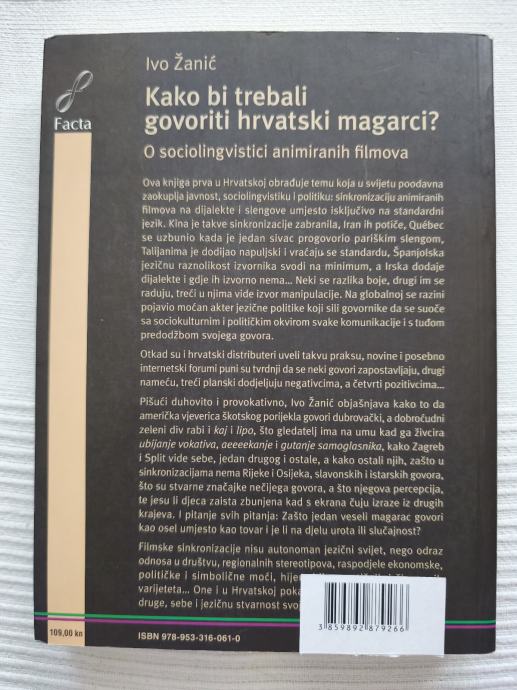 Facta
Ivo Žanić
Kako bi trebali
govoriti hrvatski magarci?
O sociolingvistici animiranih filmova
Ova knjiga prva u Hrvatskoj obrađuje temu koja u svijetu poodavna
zaokuplja javnost, sociolingvistiku i politiku: sinkronizaciju animiranih
filmova na dijalekte i slengove umjesto isključivo na standardni
jezik. Kina je takve sinkronizacije zabranila, Iran ih potiče, Québec
se uzbunio kada je jedan sivac progovorio pariškim slengom,
Talijanima je dodijao napuljski i vraćaju se standardu, Španjolska
jezičnu raznolikost izvornika svodi na minimum, a Irska dodaje
dijalekte i gdje ih izvorno nema... Neki se razlika boje, drugi im se
raduju, treći u njima vide izvor manipulacije. Na globalnoj se razini
pojavio moćan akter jezične politike koji sili govornike da se suoče
sa sociokulturnim i političkim okvirom svake komunikacije i s tuđom
predodžbom svojega govora.
Otkad su i hrvatski distributeri uveli takvu praksu, novine i posebno
internetski forumi puni su tvrdnji da se neki govori zapostavljaju, drugi
nameću, treći planski dodjeljuju negativcima, a četvrti pozitivcima...
Pišući duhovito i provokativno, Ivo Žanić objašnjava kako to da
američka vjeverica škotskog porijekla govori dubrovački, a dobroćudni
zeleni div rabi i kaj i lipo, što gledatelj ima na umu kad ga živcira
ubijanje vokativa, aeeeekanje i gutanje samoglasnika, kako Zagreb
i Split vide sebe, jedan drugog i ostale, a kako ostali njih, zašto u
sinkronizacijama nema Rijeke i Osijeka, slavonskih i istarskih govora,
što su stvarne značajke nečijega govora, a što njegova percepcija,
te jesu li djeca zaista zbunjena kad s ekrana čuju izraze iz drugih
krajeva. I pitanje svih pitanja: Zašto jedan veseli magarac govori
kao osel umjesto kao tovar i je li na djelu urota ili slučajnost?
Filmske sinkronizacije nisu autonoman jezični svijet, nego odraz
odnosa u društvu, regionalnih stereotipova, raspodjele ekonomske,
političke i simbolične moći,
varijeteta... One i u Hrvatskoj
druge, sebe i jezičnu stvarnost
109,00 kn
ISBN 978-953-316-061-0
3 859892 879266